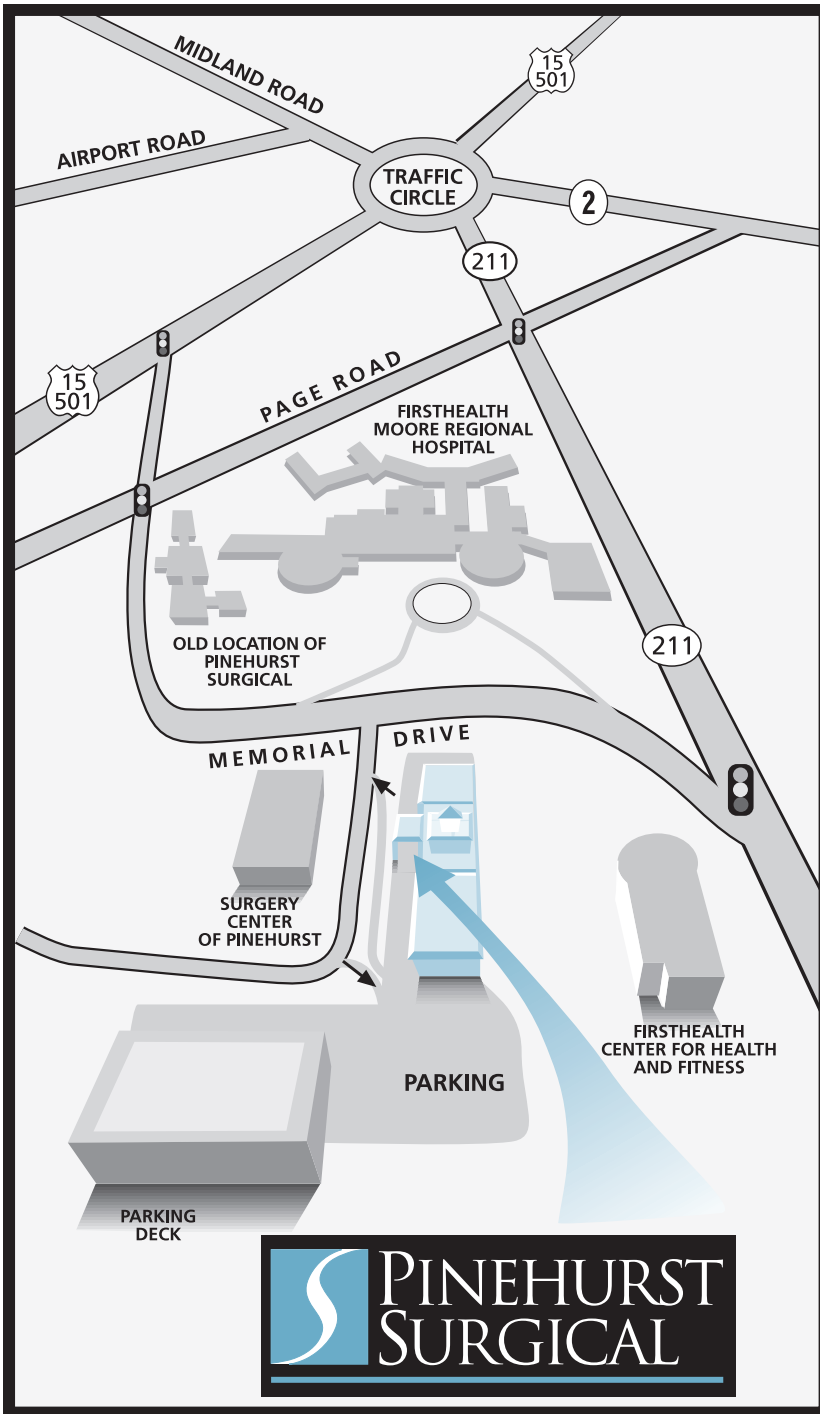 MIDLAND ROAD
15
501
AIRPORT ROAD
TRAFFIC
CIRCLE
2
211
15
501
PAGE ROAD
FIRSTHEALTH
MOORE REGIONAL
HOSPITAL
OLD LOCATION OF
PINEHURST
SURGICAL
211
MEMORIAL DRIVE
SURGERY
CENTER
OF PINEHURST
FIRSTHEALTH
CENTER FOR HEALTH
AND FITNESS
PARKING
PARKING
DECK
PINEHURST
SURGICAL